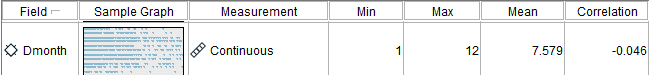 Field Sample Graph Measurement Min Max Mean Correlation
Dmonth Continuous 1 12 7.579 -0.046